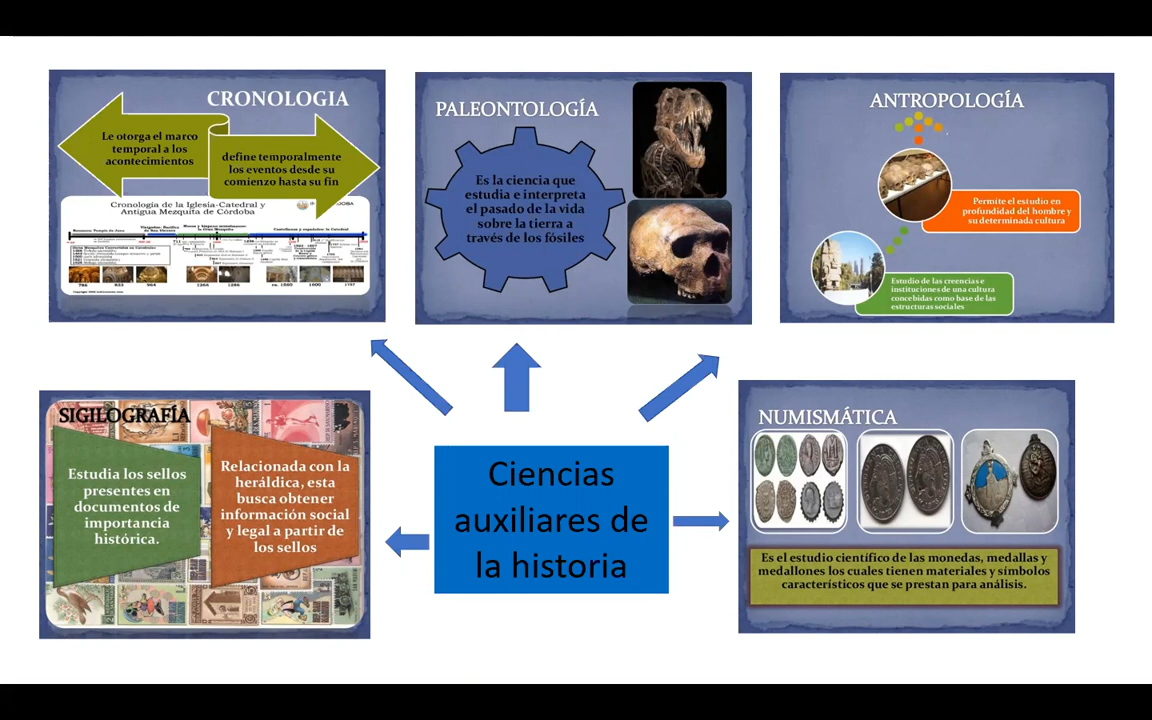 CRONOLOGIA
Le otorga el marco
temporal a los
acontecimientos
define temporalmente
los eventos desde su
comienzo hasta su fin
Cronología de la Iglesia-Catedral y
Antigua Mezquita de Córdoba
786
833
964
1264
1286
1600
PALEONTOLOGÍA
Es la ciencia que
estudia e interpreta
el pasado de la vida
sobre la tierra a
través de los fósiles
ANTROPOLOGÍA
Permite el estudio en
profundidad del hombre y
su determinada cultura
Estudio de las creencias e
instituciones de una cultura
concebidas como base de las
estructuras sociales
SIGILOGRAFÍA
Estudia los sellos
presentes en
documentos de
importancia
histórica.
Relacionada con la
heráldica, esta
busca obtener
información social
y legal a partir de
los sellos
Ciencias
auxiliares de
la historia
NUMISMÁTICA
Es el estudio científico de las monedas, medallas y
medallones los cuales tienen materiales y símbolos
característicos que se prestan para análisis.